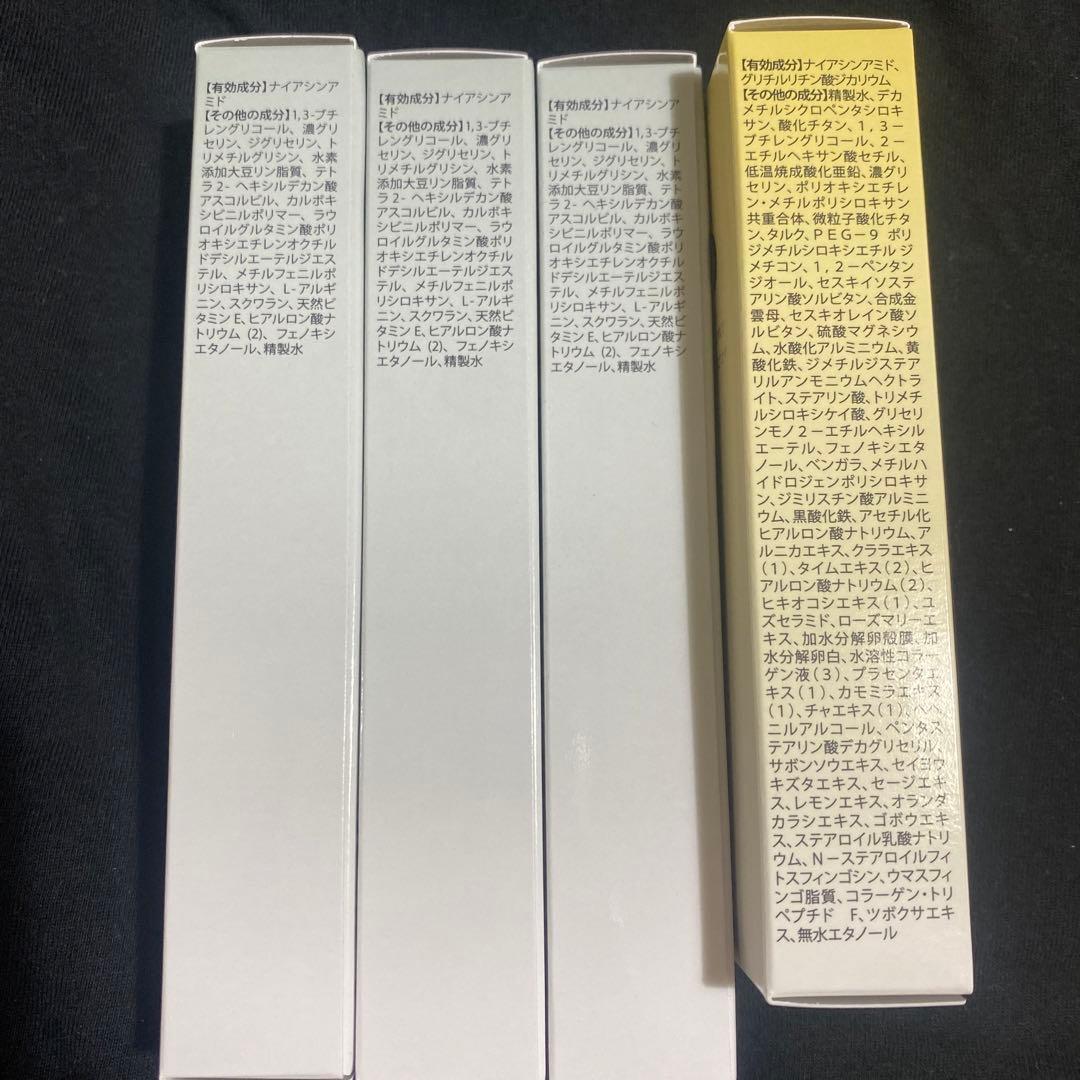 【有効成分】ナイアシンア
ミド
【その他の成分】1,3-ブチ
レングリコール、濃グリ
セリン、ジグリセリン、ト
リメチルグリシン、水素
添加大豆リン脂質、テト
ラ2-ヘキシルデカン酸
アスコルビル、カルボキ
シビニルポリマー、ラウ
ロイルグルタミン酸ポリ
オキシエチレンオクチル
ドデシルエーテルジエス
テル、メチルフェニルポ
リシロキサン、L-アルギ
ニン、スクワラン、天然ビ
タミンE、ヒアルロン酸ナ
トリウム (2)、フェノキシ
エタノール、精製水
【有効成分】ナイアシンア
ミド
【その他の成分】1,3-ブチ
レングリコール、濃グリ
セリン、ジグリセリン、ト
リメチルグリシン、水素
添加大豆リン脂質、テト
ラ2-ヘキシルデカン酸
アスコルビル、カルボキ
シビニルポリマー、ラウ
ロイルグルタミン酸ポリ
オキシエチレンオクチル
ドデシルエーテルジエス
テル、メチルフェニルポ
リシロキサン、L-アルギ
ニン、スクワラン、天然ビ
タミンE、ヒアルロン酸ナ
トリウム (2)、フェノキシ
エタノール、精製水
【有効成分】ナイアシンア
ミド
【その他の成分】1,3-ブチ
レングリコール、濃グリ
セリン、ジグリセリン、ト
リメチルグリシン、水素
添加大豆リン脂質、テト
ラ2-ヘキシルデカン酸
アスコルビル、カルボキ
シビニルポリマー、ラウ
ロイルグルタミン酸ポリ
オキシエチレンオクチル
ドデシルエーテルジエス
テル、メチルフェニルポ
リシロキサン、L-アルギ
ニン、スクワラン、天然ビ
タミンE、ヒアルロン酸ナ
トリウム (2)、フェノキシ
エタノール、精製水
【有効成分】ナイアシンアミド、
グリチルリチン酸ジカリウム
【その他の成分】精製水、デカ
メチルシクロペンタシロキ
サン、酸化チタン、1,3-
ブチレングリコール、2-
エチルヘキサン酸セチル、
低温焼成酸化亜鉛、濃グリ
セリン、ポリオキシエチレ
ン・メチルポリシロキサン
共重合体、微粒子酸化チタ
ン、タルク、PEG-9 ポリ
ジメチルシロキシエチル ジ
メチコン、1,2-ペンタン
ジオール、セスキイソステ
アリン酸ソルビタン、合成金
雲母、セスキオレイン酸ソ
ルビタン、硫酸マグネシウ
ム、水酸化アルミニウム、黄
酸化鉄、ジメチルジステア
リルアンモニウムヘクトラ
イト、ステアリン酸、トリメチ
ルシロキシケイ酸、グリセリ
ンモノ2-エチルヘキシル
エーテル、フェノキシエタ
ノール、ベンガラ、メチルハ
イドロジェンポリシロキサ
ン、ジミリスチン酸アルミニ
ウム、黒酸化鉄、アセチル化
ヒアルロン酸ナトリウム、ア
ルニカエキス、クララエキス
(1)、タイムエキス(2)、ヒ
アルロン酸ナトリウム(2)、
ヒキオコシエキス(1)、ユ
ズセラミド、ローズマリーエ
キス、加水分解卵殻膜、加
水分解卵白、水溶性コラー
ゲン液(3)、プラセンタエ
キス(1)、カモミラエキス
(1)、チャエキス(1)、ベヘ
ニルアルコール、ペンタス
テアリン酸デカグリセリル、
サボンソウエキス、セイヨウ
キズタエキス、セージエキ
ス、レモンエキス、オランダ
カラシエキス、ゴボウエキ
ス、ステアロイル乳酸ナトリ
ウム、N-ステアロイルフィ
トスフィンゴシン、ウマスフィ
ンゴ脂質、コラーゲン・トリ
ペプチド F、ツボクサエキ
ス、無水エタノール